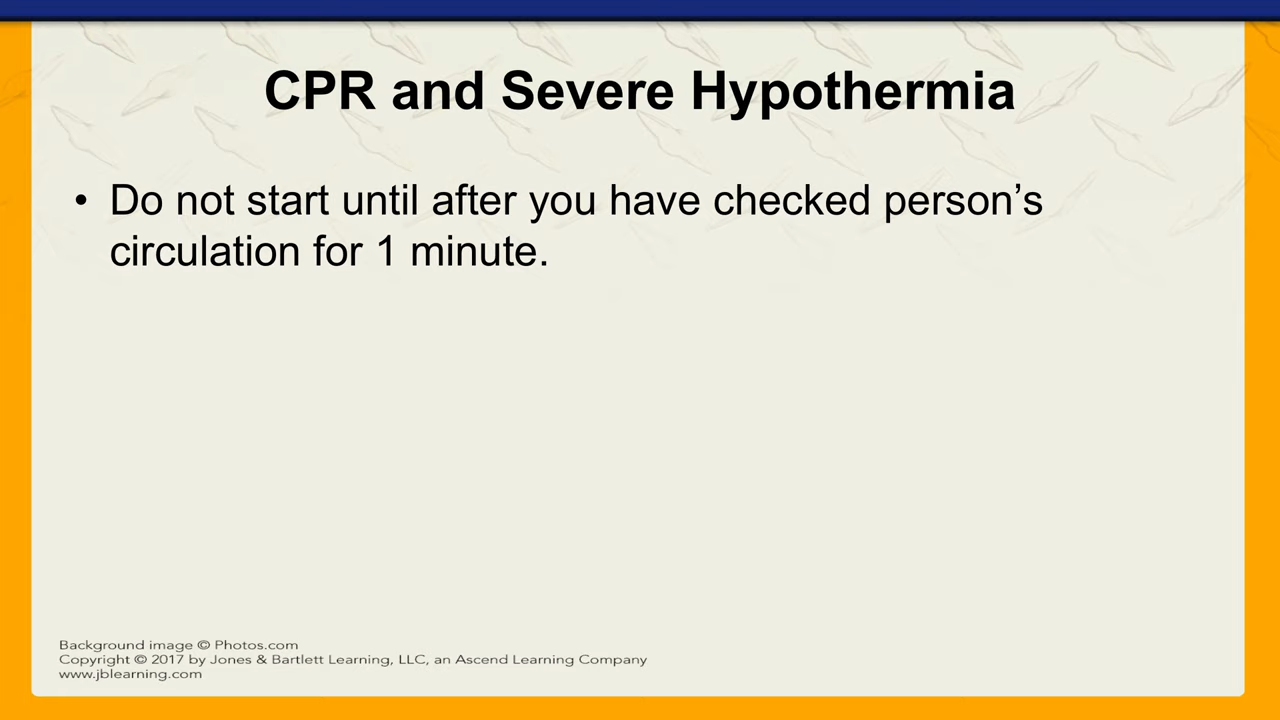 CPR and Severe Hypothermia
• Do not start until after you have checked person’s
circulation for 1 minute.
Background image © Photos.com
Copyright © 2017 by Jones & Bartlett Learning, LLC, an Ascend Learning Company
www.jblearning.com